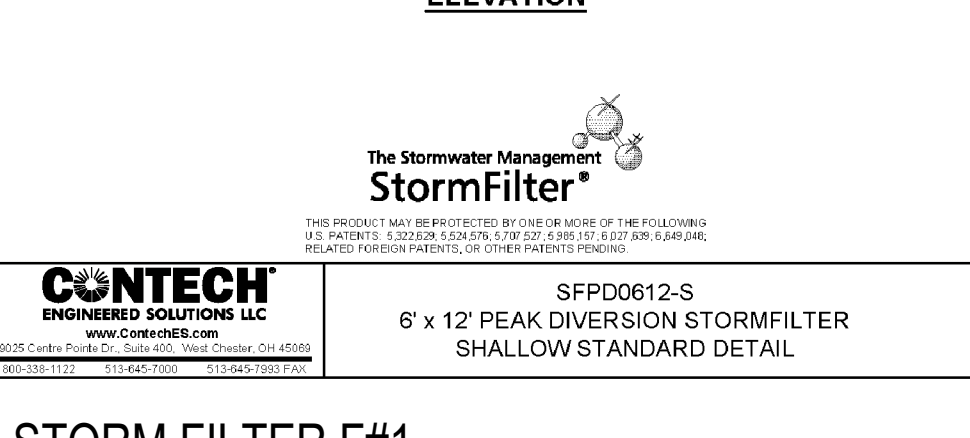 ELEVATION
The Stormwater Management
StormFilter®
THIS PRODUCT MAY BE PROTECTED BY ONE OR MORE OF THE FOLLOWING
U.S. PATENTS: 5,322,629; 5,524,576; 5,707,527; 5,985,157; 6,027,639; 6,649,048;
RELATED FOREIGN PATENTS, OR OTHER PATENTS PENDING.
CONTECH®
ENGINEERED SOLUTIONS LLC
www.ContechES.com
9025 Centre Pointe Dr., Suite 400, West Chester, OH 45069
800-338-1122 513-645-7000 513-645-7993 FAX
SFPD0612-S
6' x 12' PEAK DIVERSION STORMFILTER
SHALLOW STANDARD DETAIL
STORM FILTER F#1